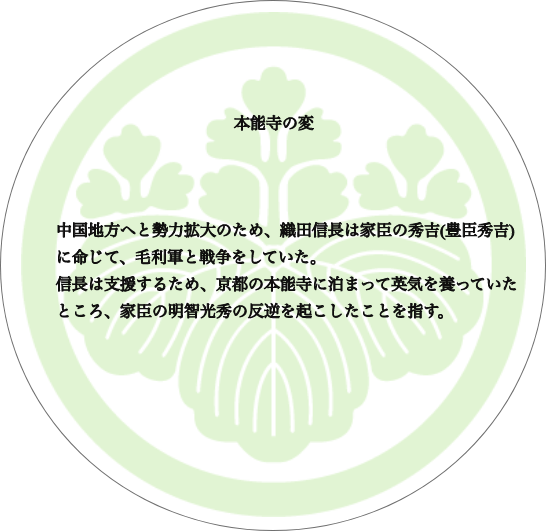 本能寺の変
中国地方へと勢力拡大のため、織田信長は家臣の秀吉(豊臣秀吉)
に命じて、毛利軍と戦争をしていた。
信長は支援するため、京都の本能寺に泊まって英気を養っていた
ところ、家臣の明智光秀の反逆を起こしたことを指す。